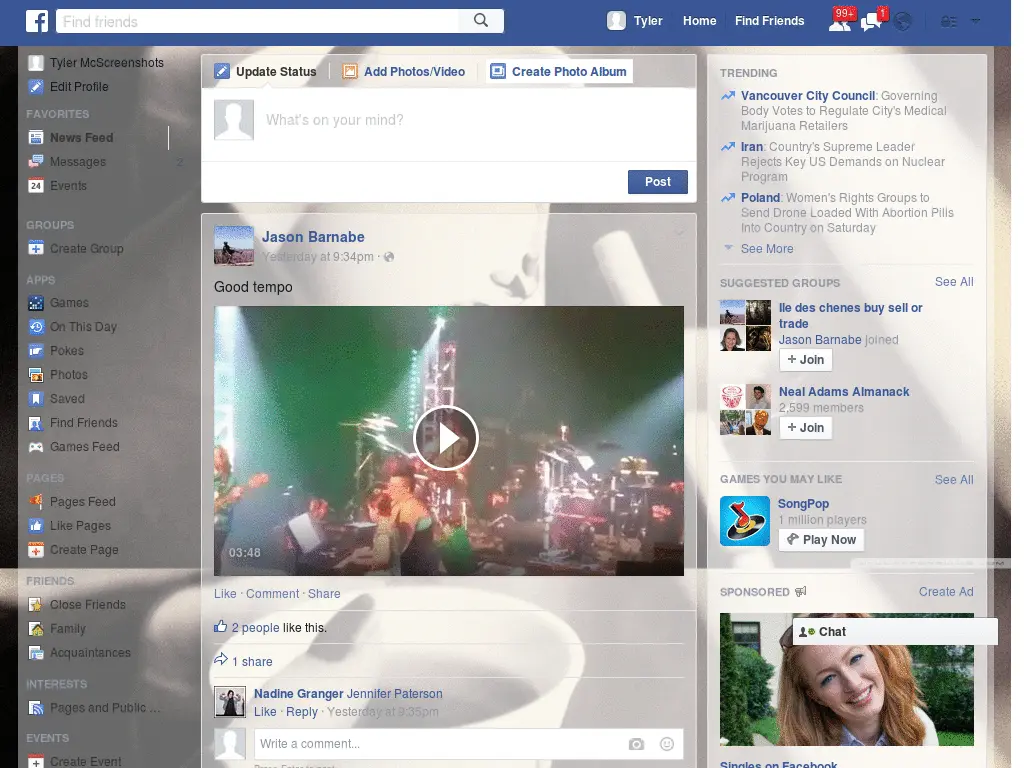 Find friends
Tyler
Home
Find Friends
99+
1
Tyler McScreenshots
Edit Profile
FAVORITES
News Feed
Messages 2
24 Events
GROUPS
Create Group
APPS
Games
On This Day
Pokes
Photos
Saved
Find Friends
Games Feed
PAGES
Pages Feed
Like Pages
Create Page
FRIENDS
Close Friends
Family
Acquaintances
INTERESTS
Pages and Public ...
EVENTS
Create Event
Update Status
Add Photos/Video
Create Photo Album
What's on your mind?
Post
Jason Barnabe
Yesterday at 9:34pm ·
Good tempo
03:48
Like · Comment · Share
2 people like this.
1 share
Nadine Granger Jennifer Paterson
Like · Reply · Yesterday at 9:35pm
Write a comment...
TRENDING
Vancouver City Council: Governing
Body Votes to Regulate City's Medical
Marijuana Retailers
Iran: Country's Supreme Leader
Rejects Key US Demands on Nuclear
Program
Poland: Women's Rights Groups to
Send Drone Loaded With Abortion Pills
Into Country on Saturday
See More
SUGGESTED GROUPS See All
Ile des chenes buy sell or
trade
Jason Barnabe joined
+ Join
Neal Adams Almanack
2,599 members
+ Join
GAMES YOU MAY LIKE See All
SongPop
1 million players
Play Now
SPONSORED Create Ad
Chat
Singles on Facebook